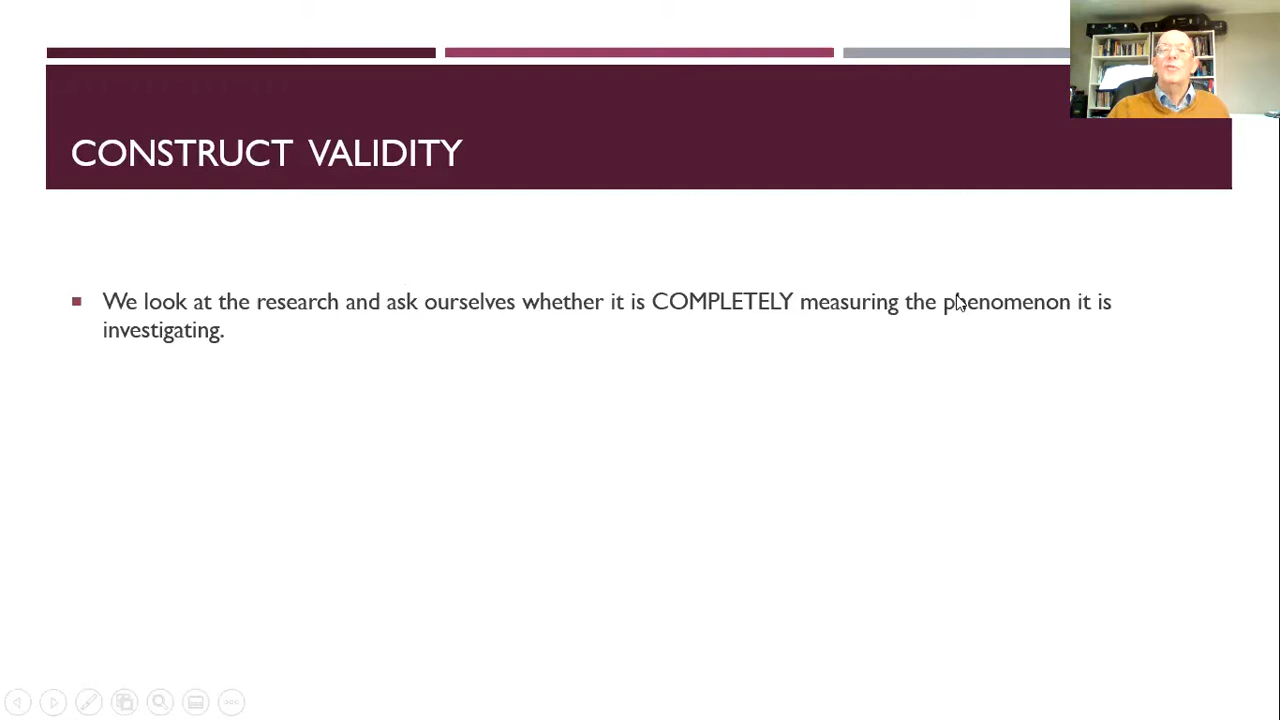 CONSTRUCT VALIDITY
We look at the research and ask ourselves whether it is COMPLETELY measuring the phenomenon it is
investigating.